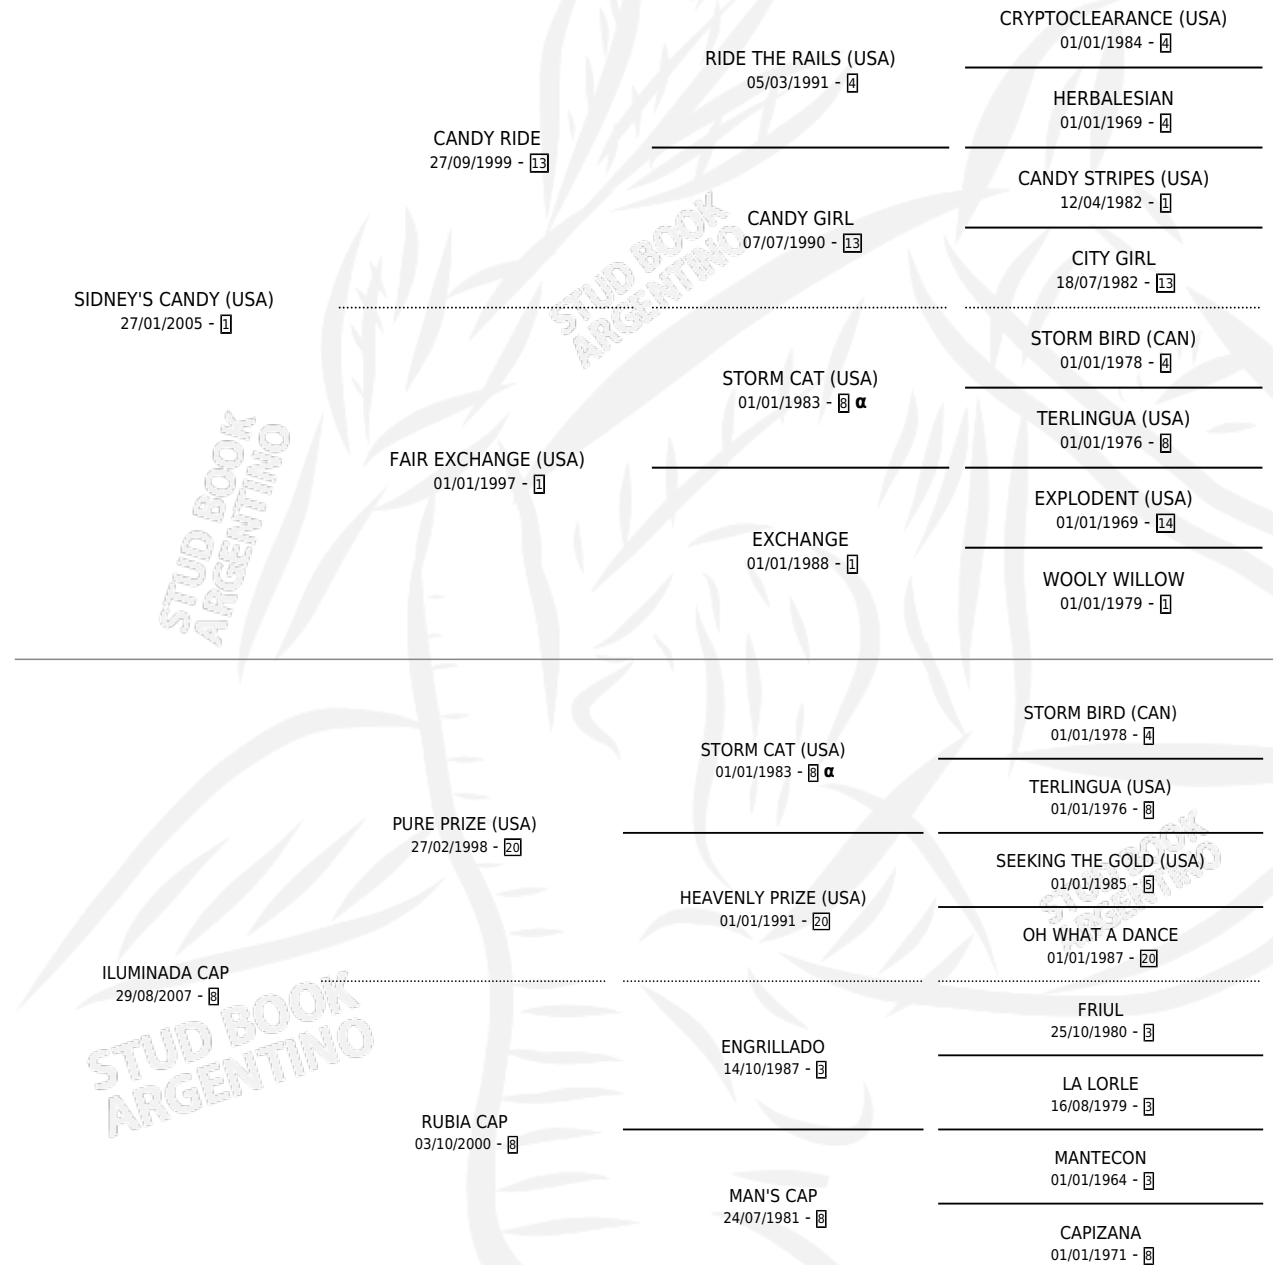 CRYPTOCLEARANCE (USA)
01/01/1984 - 4
RIDE THE RAILS (USA)
05/03/1991 - 4
HERBALESIAN
01/01/1969 - 4
CANDY RIDE
27/09/1999 - 13
CANDY STRIPES (USA)
12/04/1982 - 1
CANDY GIRL
07/07/1990 - 13
CITY GIRL
18/07/1982 - 13
SIDNEY'S CANDY (USA)
27/01/2005 - 1
STUD BOOK
ARGENTINO
STORM BIRD (CAN)
01/01/1978 - 4
STORM CAT (USA)
01/01/1983 - 8 α
TERLINGUA (USA)
01/01/1976 - 8
FAIR EXCHANGE (USA)
01/01/1997 - 1
EXPLODENT (USA)
01/01/1969 - 14
EXCHANGE
01/01/1988 - 1
WOOLY WILLOW
01/01/1979 - 1
STUD BOOK
ARGENTINO
STORM BIRD (CAN)
01/01/1978 - 4
STORM CAT (USA)
01/01/1983 - 8 α
TERLINGUA (USA)
01/01/1976 - 8
PURE PRIZE (USA)
27/02/1998 - 20
SEEKING THE GOLD (USA)
01/01/1985 - 5
HEAVENLY PRIZE (USA)
01/01/1991 - 20
STUD BOOK
ARGENTINO
OH WHAT A DANCE
01/01/1987 - 20
ILUMINADA CAP
29/08/2007 - 8
STUD BOOK
ARGENTINO
FRIUL
25/10/1980 - 3
ENGRILLADO
14/10/1987 - 3
LA LORLE
16/08/1979 - 3
RUBIA CAP
03/10/2000 - 8
MANTECON
01/01/1964 - 3
MAN'S CAP
24/07/1981 - 8
CAPIZANA
01/01/1971 - 8